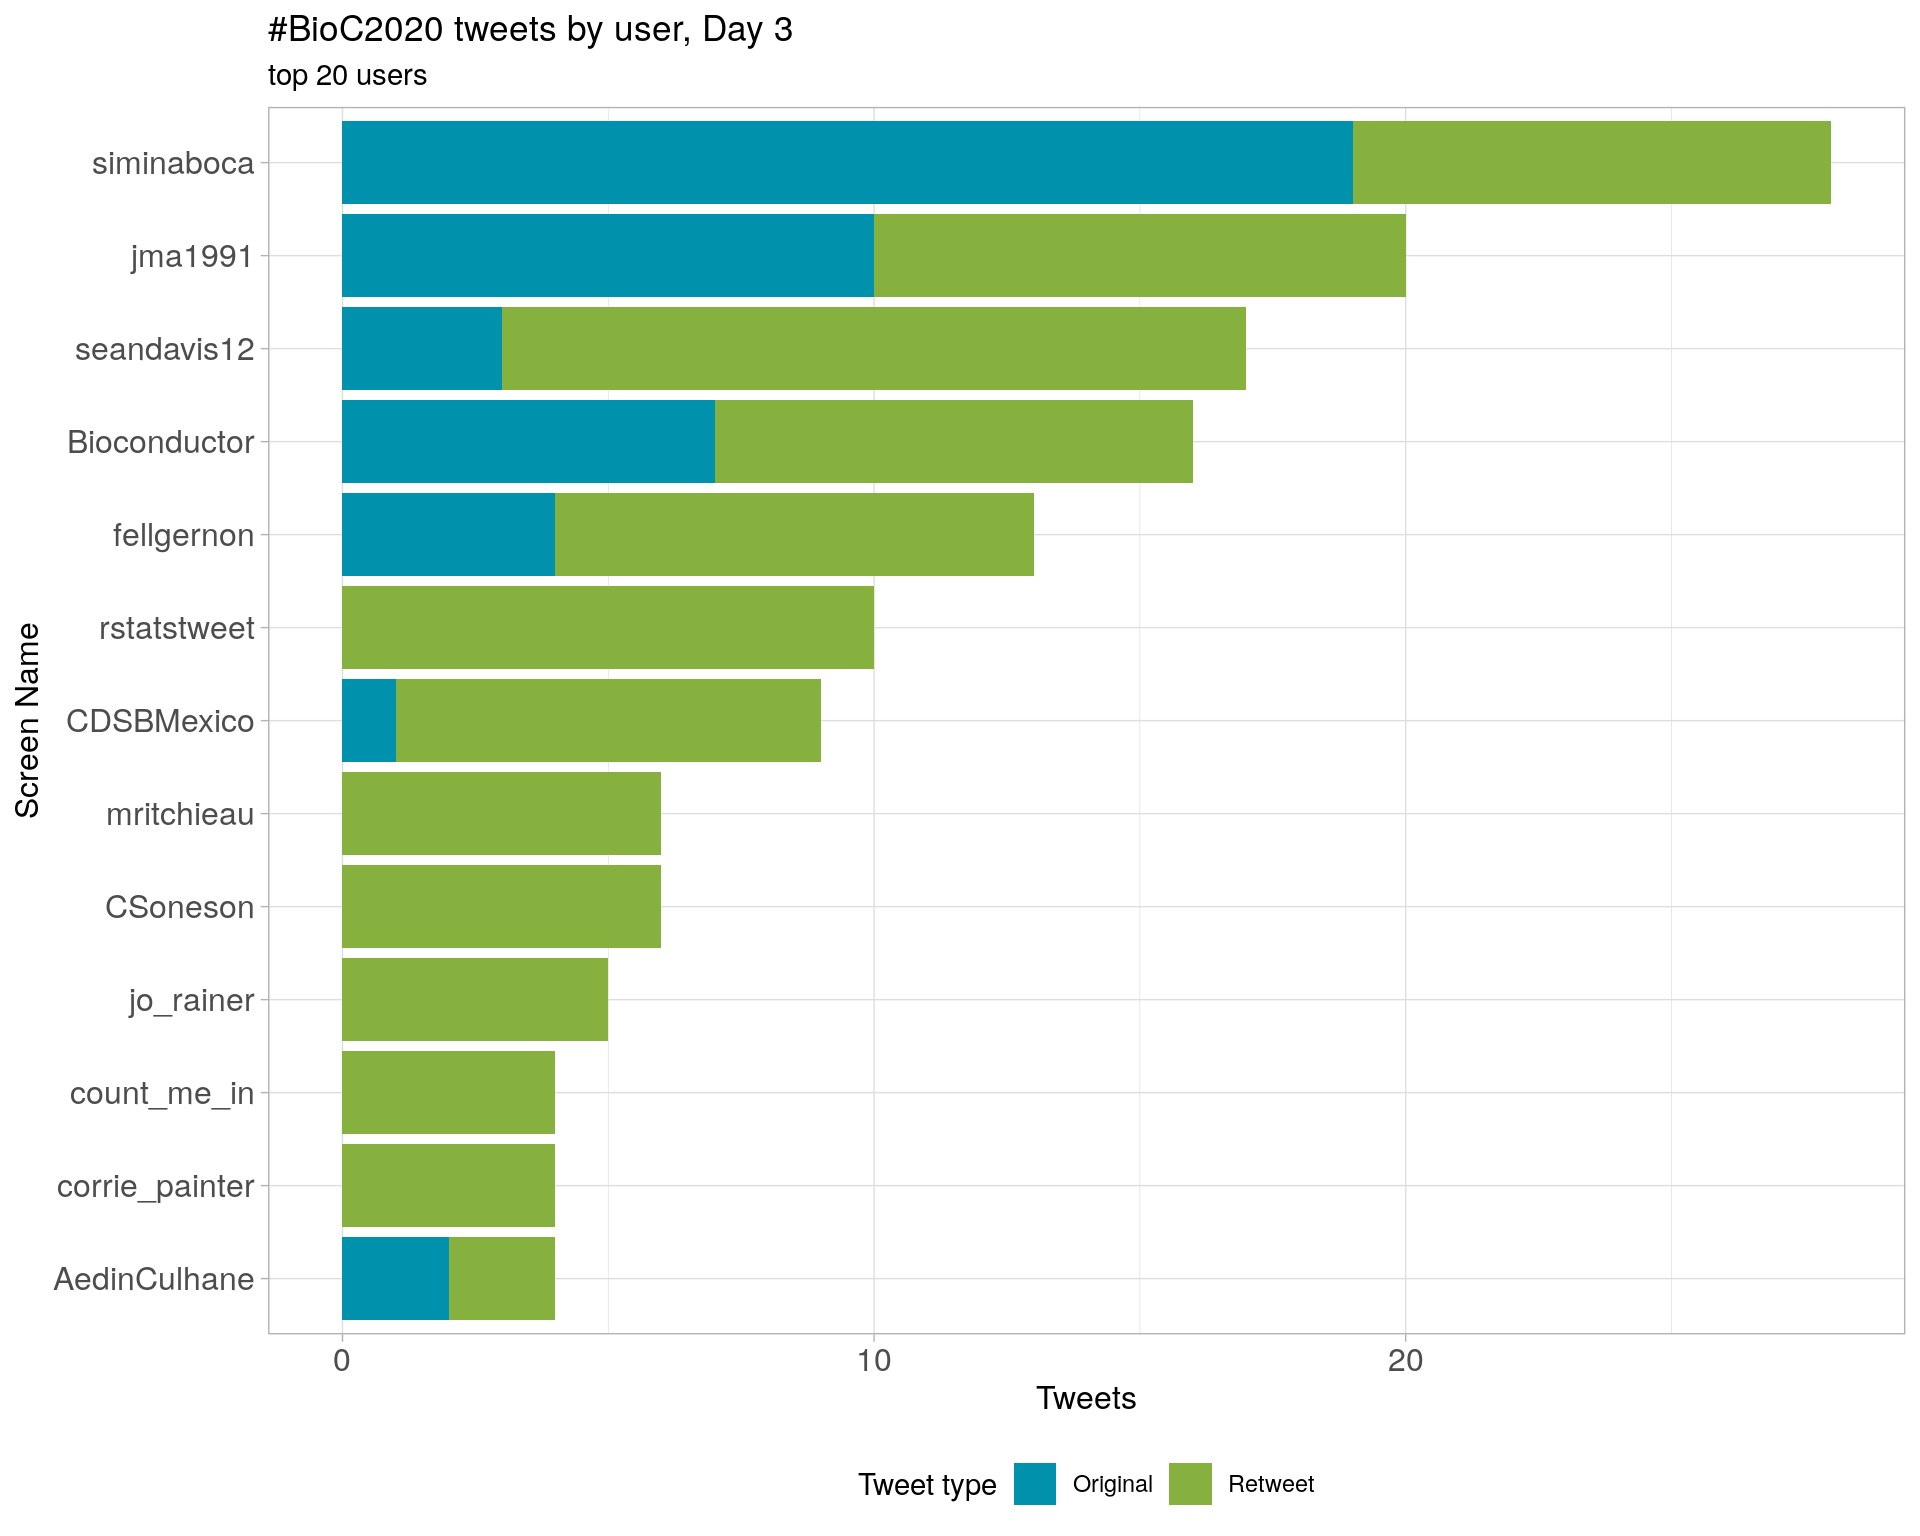 #BioC2020 tweets by user, Day 3
top 20 users
Screen Name
siminaboca
jma1991
seandavis12
Bioconductor
fellgernon
rstatstweet
CDSBMexico
mritchieau
CSoneson
jo_rainer
count_me_in
corrie_painter
AedinCulhane
0 10 20
Tweets
Tweet type Original Retweet